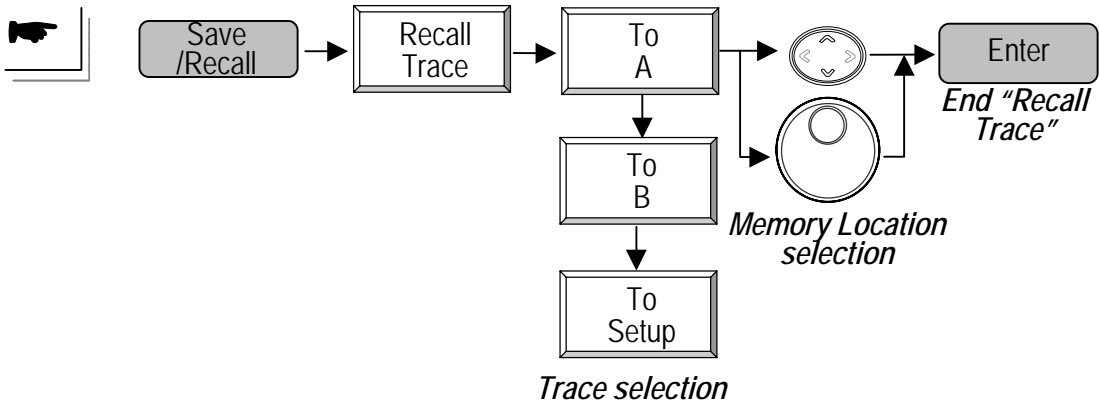 Save
/Recall
Recall
Trace
To
A
Enter
End “Recall
Trace”
To
B
Memory Location
selection
To
Setup
Trace selection